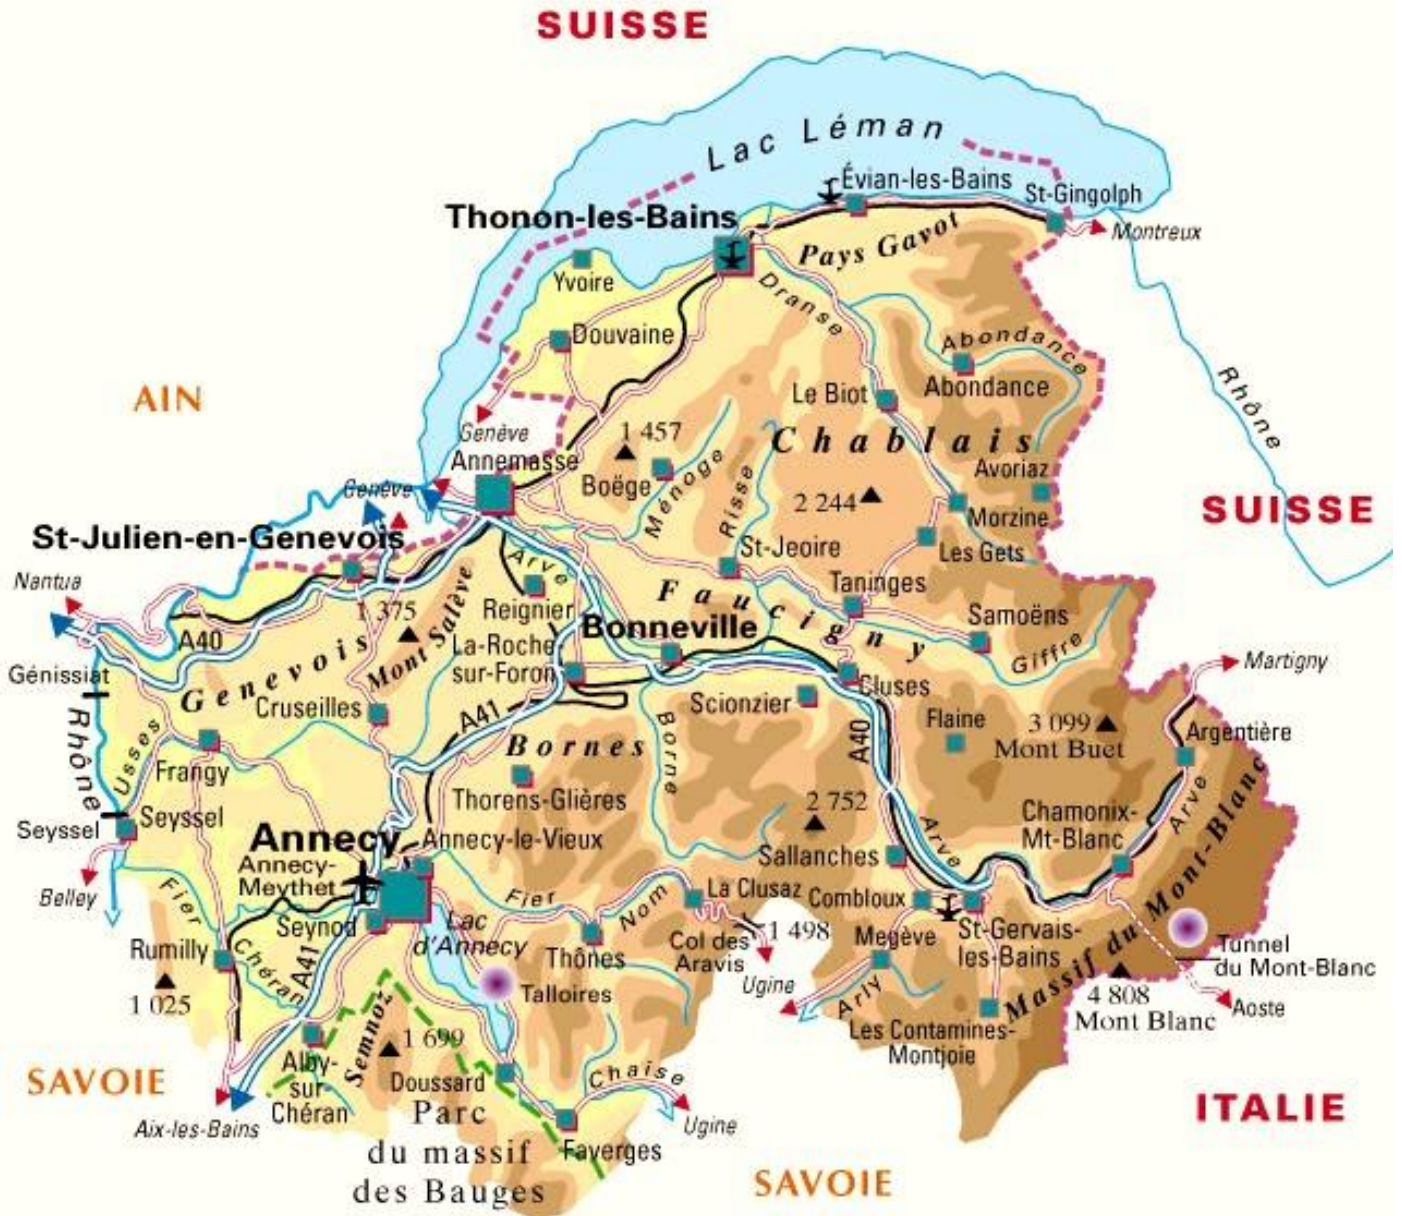 SUISSE
Lac Léman
Évian-les-Bains
St-Gingolph
Thonon-les-Bains
Montreux
Pays Gavot
Yvoire
Dranse
Douvaine
Abondance
Abondance
AIN
Le Biot
Rhône
Genève
1 457
Chablais
Annemasse
Avoriaz
Genève
Boëge
Ménoge
Risse
2 244
Morzine
SUISSE
St-Julien-en-Genevois
Les Gets
St-Jeoire
Arve
Nantua
Taninges
Reignier
Faucigny
Samoëns
1 375
Mont Salève
A40
Bonneville
Giffre
La-Roche-
sur-Foron
Martigny
Génissiat
Genevois
Cluses
Scionzier
Cruseilles
A41
Rhône
Usses
Bornes
Borne
A40
Flaine
3 099
Mont Buet
Argentière
Frangy
Thorens-Glières
2 752
Chamonix-
Mt-Blanc
Arve
Seyssel
Seyssel
Annecy
Annecy-le-Vieux
Arve
Sallanches
Massif du Mont-Blanc
Annecy-
Meythet
Belley
Fier
Fier
Nom
La Clusaz
Combloux
Seynod
Lac
d'Annecy
Col des
Aravis
1 498
Megève
St-Gervais-
les-Bains
Tunnel
du Mont-Blanc
Rumilly
Chéran
A41
Thônes
Ugine
1 025
Talloires
Arly
4 808
Mont Blanc
Aoste
Les Contamines-
Montjoie
Semnoz
1 699
SAVOIE
Alby-
sur-
Chéran
Doussard
Chaise
ITALIE
Aix-les-Bains
Parc
du massif
des Bauges
Ugine
Faverges
SAVOIE